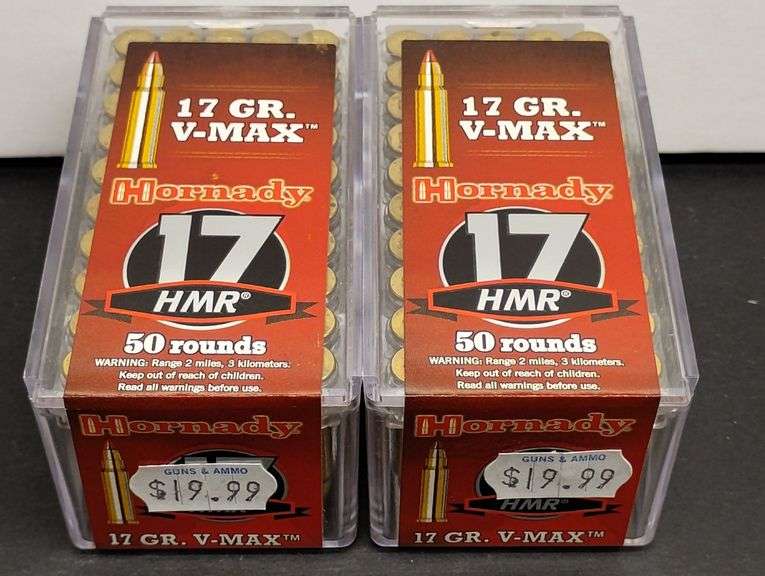 17 GR.
V-MAX™
Hornady
17
HMR®
50 rounds
WARNING: Range 2 miles, 3 kilometers.
Keep out of reach of children.
Read all warnings before use.
Hornady
GUNS & AMMO
$19.99
HMR
17 GR. V-MAX™
17 GR.
V-MAX™
Hornady
17
HMR®
50 rounds
WARNING: Range 2 miles, 3 kilometers.
Keep out of reach of children.
Read all warnings before use.
Hornady
GUNS & AMMO
$19.99
HMR®
17 GR. V-MAX™